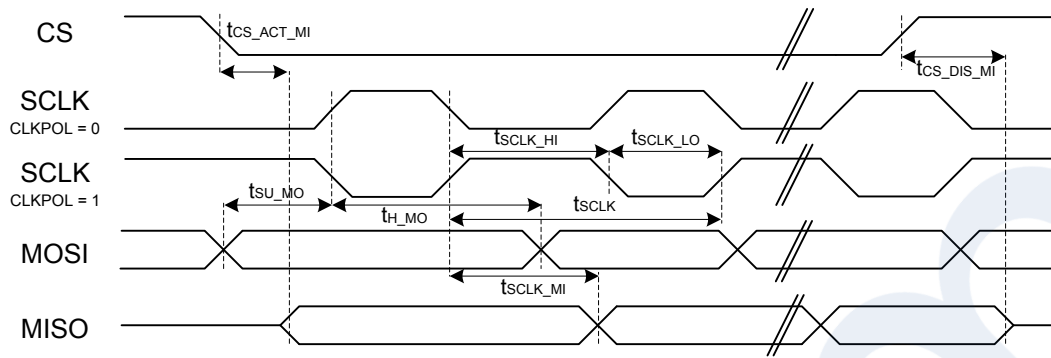 CS
tCS_ACT_MI
tCS_DIS_MI
SCLK
CLKPOL = 0
tSCLK_HI
tSCLK_LO
SCLK
CLKPOL = 1
tSU_MO
tH_MO
tSCLK
MOSI
tSCLK_MI
MISO